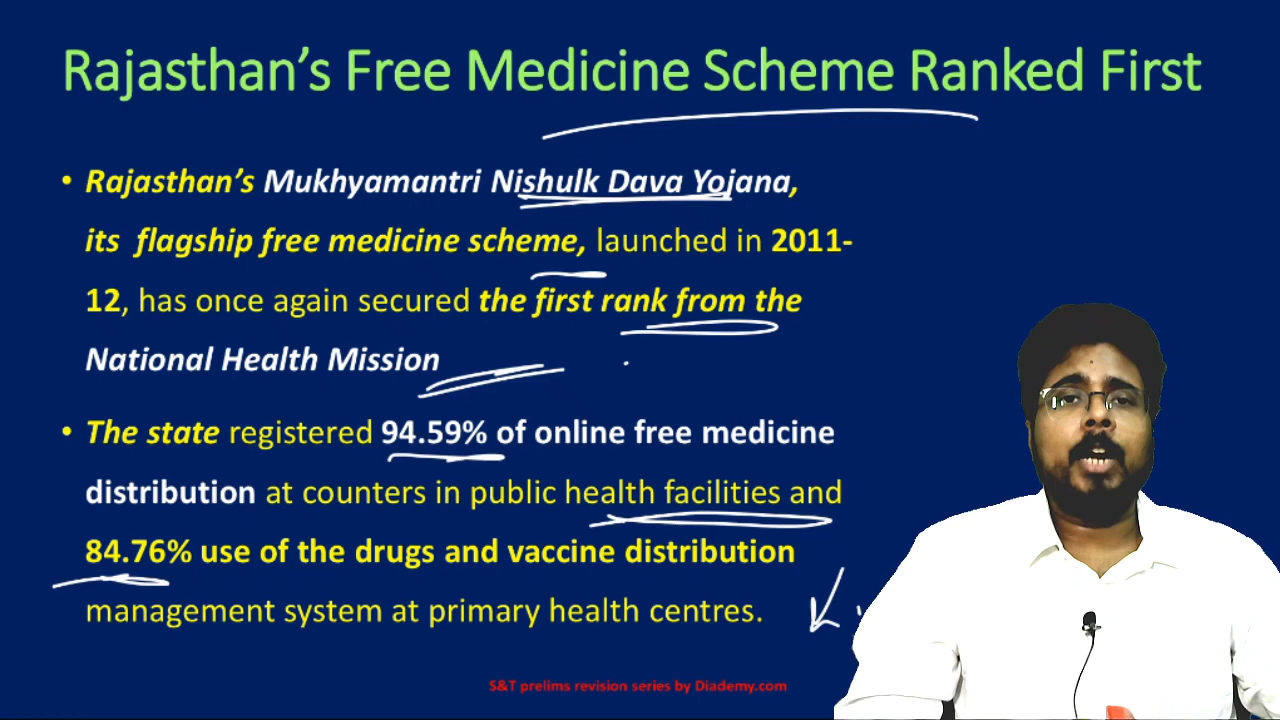 Rajasthan's Free Medicine Scheme Ranked First
• Rajasthan's Mukhyamantri Nishulk Dava Yojana,
its flagship free medicine scheme, launched in 2011-
12, has once again secured the first rank from the
National Health Mission
• The state registered 94.59% of online free medicine
distribution at counters in public health facilities and
84.76% use of the drugs and vaccine distribution
management system at primary health centres.
S&T prelims revision series by Diademy.com